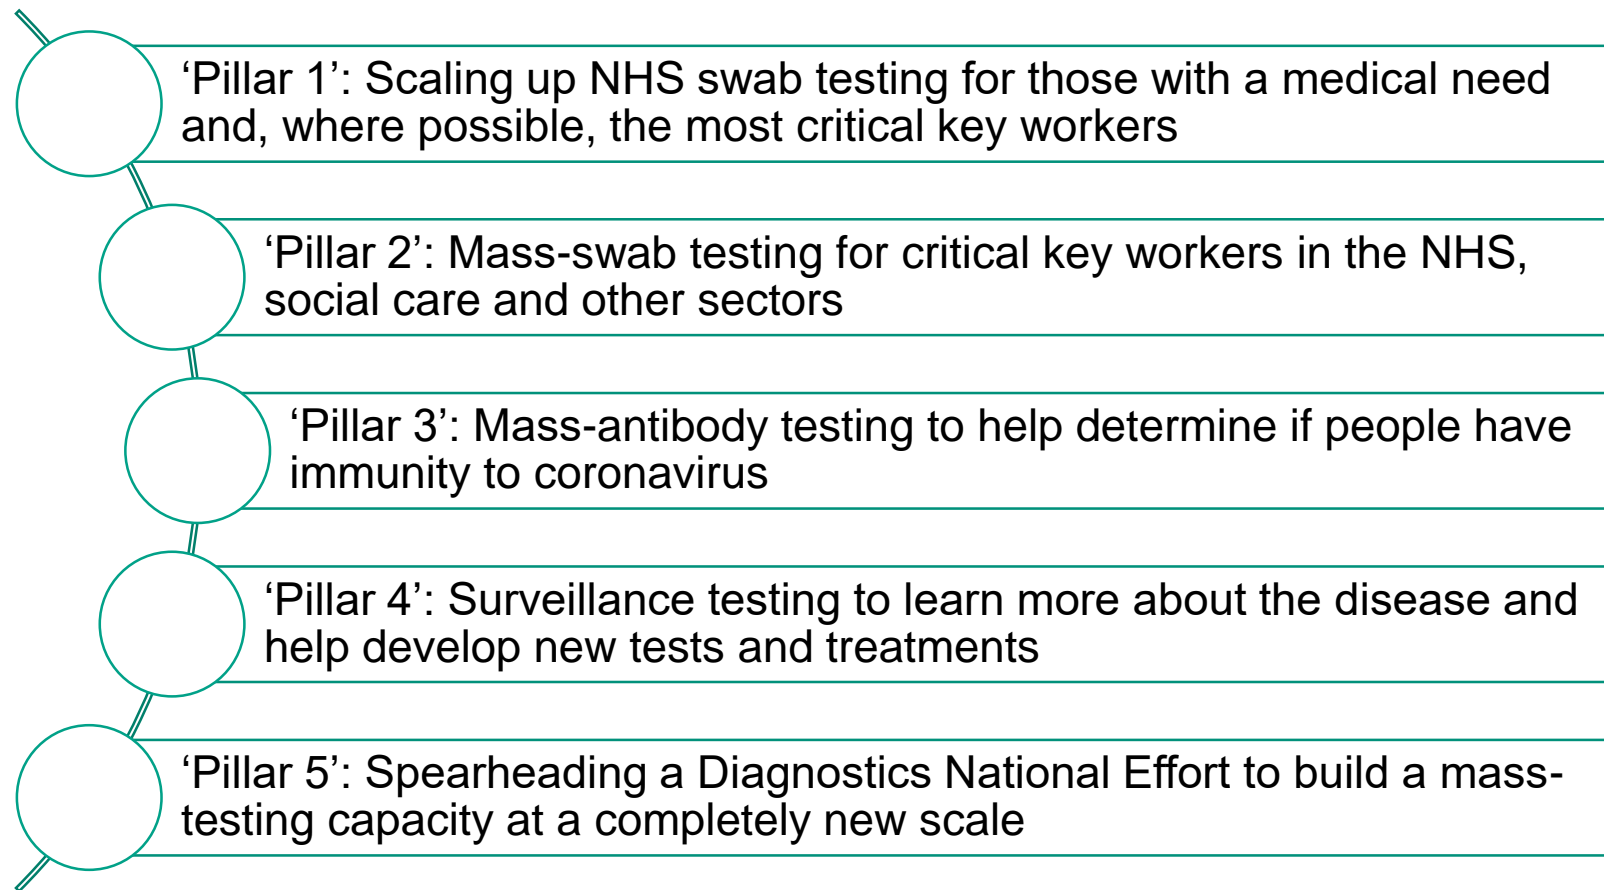 ‘Pillar 1’: Scaling up NHS swab testing for those with a medical need
and, where possible, the most critical key workers
‘Pillar 2’: Mass-swab testing for critical key workers in the NHS,
social care and other sectors
‘Pillar 3’: Mass-antibody testing to help determine if people have
immunity to coronavirus
‘Pillar 4’: Surveillance testing to learn more about the disease and
help develop new tests and treatments
‘Pillar 5’: Spearheading a Diagnostics National Effort to build a mass-
testing capacity at a completely new scale